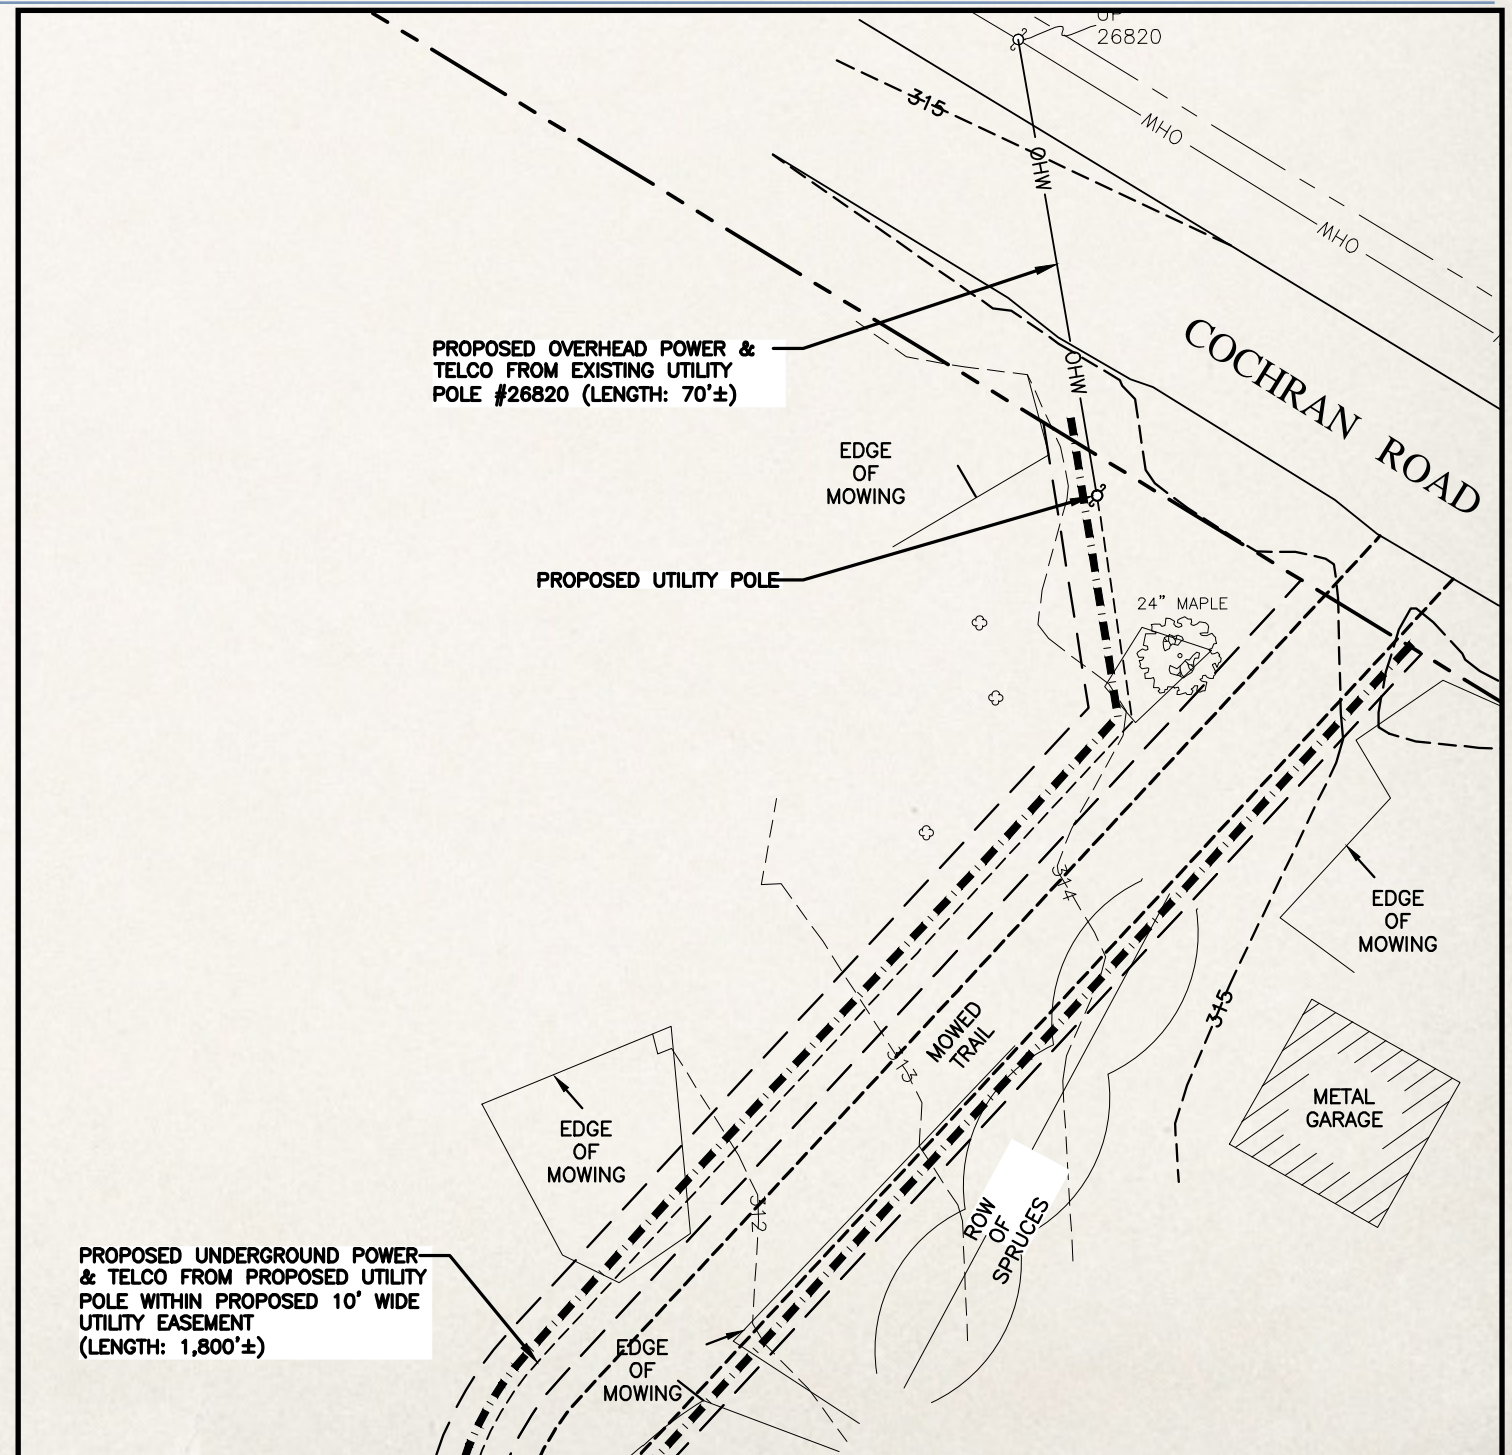 26820
315
OHW
OHW
OHW
PROPOSED OVERHEAD POWER &
TELCO FROM EXISTING UTILITY
POLE #26820 (LENGTH: 70'±)
OHW
COCHRAN ROAD
EDGE
OF
MOWING
PROPOSED UTILITY POLE
24" MAPLE
314
EDGE
OF
MOWING
315
MOWED
TRAIL
313
METAL
GARAGE
EDGE
OF
MOWING
312
ROW
OF
SPRUCES
PROPOSED UNDERGROUND POWER
& TELCO FROM PROPOSED UTILITY
POLE WITHIN PROPOSED 10' WIDE
UTILITY EASEMENT
(LENGTH: 1,800'±)
EDGE
OF
MOWING